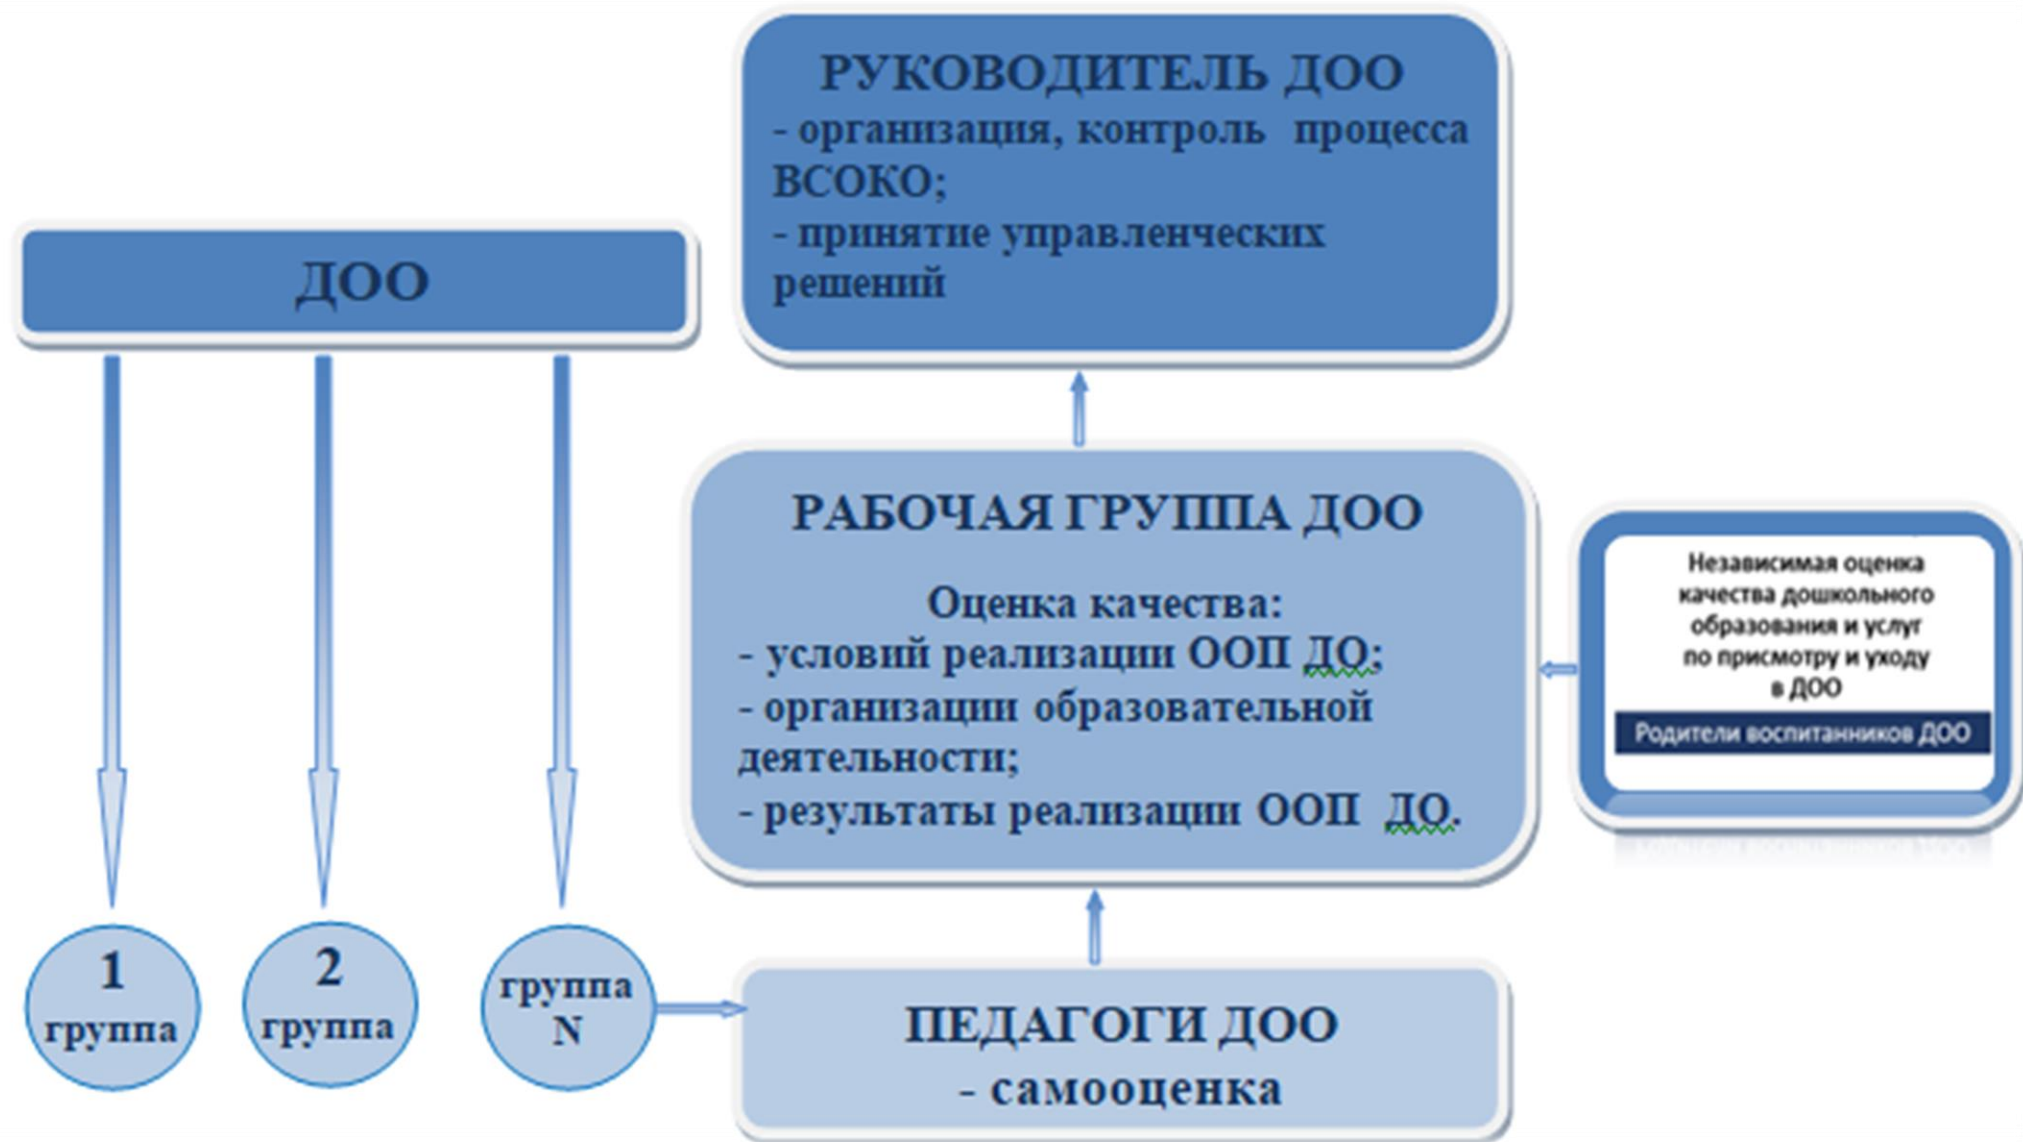 РУКОВОДИТЕЛЬ ДОО
- организация, контроль процесса
ВСОКО;
- принятие управленческих
решений
ДОО
РАБОЧАЯ ГРУППА ДОО
Оценка качества:
- условий реализации ООП ДО;
- организации образовательной
деятельности;
- результаты реализации ООП ДО.
Независимая оценка
качества дошкольного
образования и услуг
по присмотру и уходу
в ДОО
Родители воспитанников ДОО
1
группа
2
группа
группа
N
ПЕДАГОГИ ДОО
- самооценка